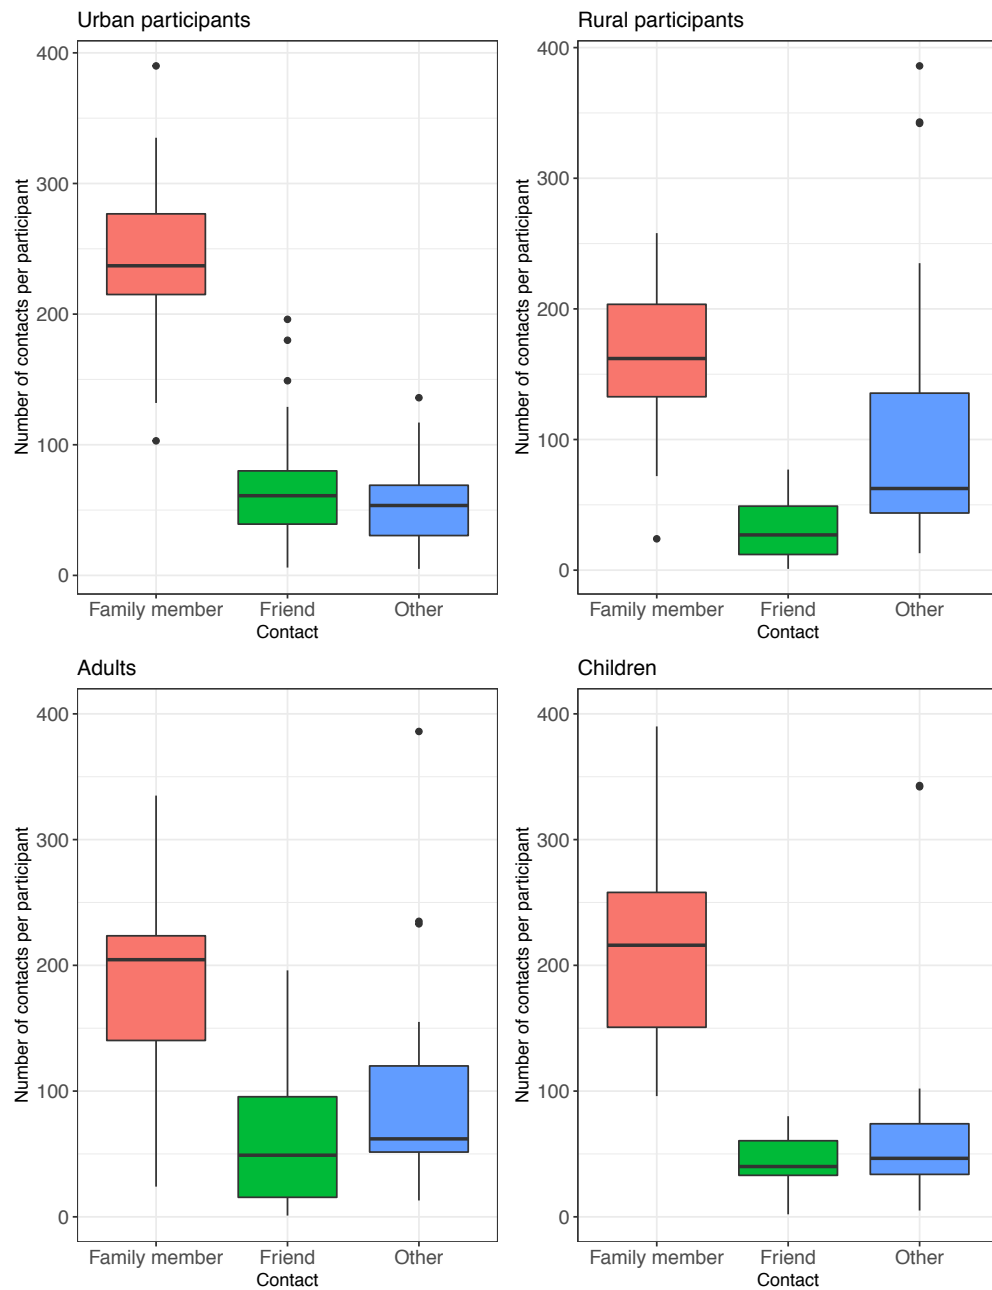 Urban participants
Number of contacts per participant
400
300
200
100
0
Family member Friend Other
Contact
Rural participants
Number of contacts per participant
400
300
200
100
0
Family member Friend Other
Contact
Adults
Number of contacts per participant
400
300
200
100
0
Family member Friend Other
Contact
Children
Number of contacts per participant
400
300
200
100
0
Family member Friend Other
Contact